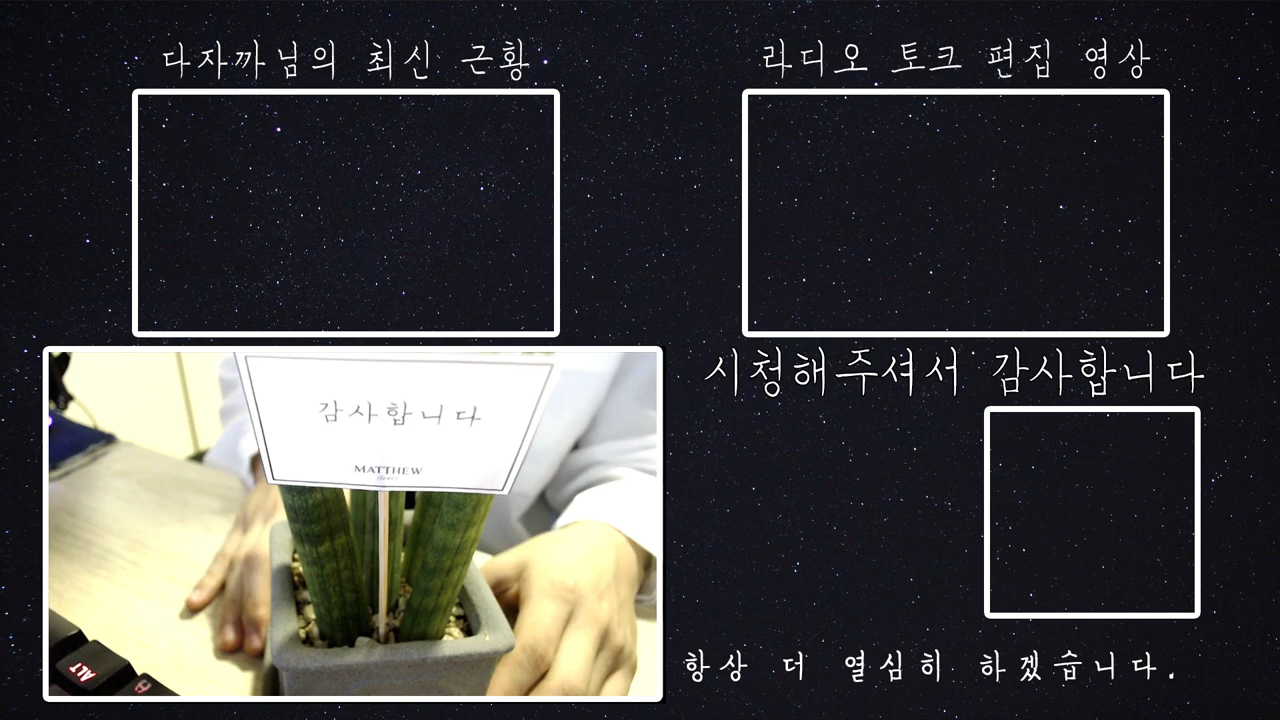 다자까님의 최신 근황
라디오 토크 편집 영상
감사합니다
MATTHEW
ALT
시청해주셔서 감사합니다
항상 더 열심히 하겠습니다.